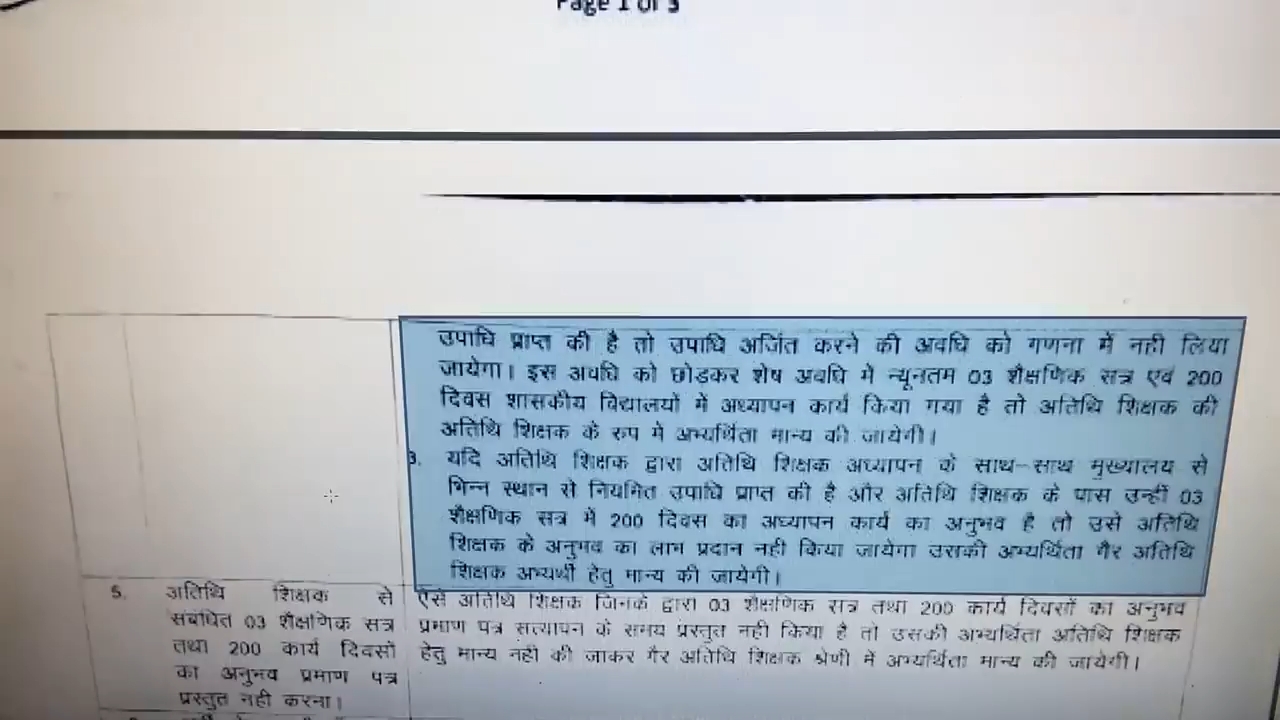 Page 1 of 3
उपाधि प्राप्त की है तो उपाधि अर्जित करने की अवधि को गणना में नही लिया
जायेगा। इस अवधि को छोड़कर शेष अवधि में न्यूनतम 03 शैक्षणिक सत्र एवं 200
दिवस शासकीय विद्यालयों में अध्यापन कार्य किया गया है तो अतिथि शिक्षक की
अतिथि शिक्षक के रूप में अभ्यर्थिता मान्य की जायेगी।
3. यदि अतिथि शिक्षक द्वारा अतिथि शिक्षक अध्यापन के साथ-साथ मुख्यालय से
भिन्न स्थान से नियमित उपाधि प्राप्त की है और अतिथि शिक्षक के पास उन्हीं 03
शैक्षणिक सत्र में 200 दिवस का अध्यापन कार्य का अनुभव है तो उसे अतिथि
शिक्षक के अनुभव का लाभ प्रदान नही किया जायेगा उसकी अभ्यर्थिता गैर अतिथि
शिक्षक अभ्यर्थी हेतु मान्य की जायेगी।
5. अतिथि शिक्षक से
संबंधित 03 शैक्षणिक सत्र
तथा 200 कार्य दिवसों
का अनुभव प्रमाण पत्र
प्रस्तुत नही करना।
ऐसे अतिथि शिक्षक जिनके द्वारा 03 शैक्षणिक सत्र तथा 200 कार्य दिवसों का अनुभव
प्रमाण पत्र सत्यापन के समय प्रस्तुत नही किया है तो उसकी अभ्यर्थिता अतिथि शिक्षक
हेतु मान्य नही की जाकर गैर अतिथि शिक्षक श्रेणी में अभ्यर्थिता मान्य की जायेगी।